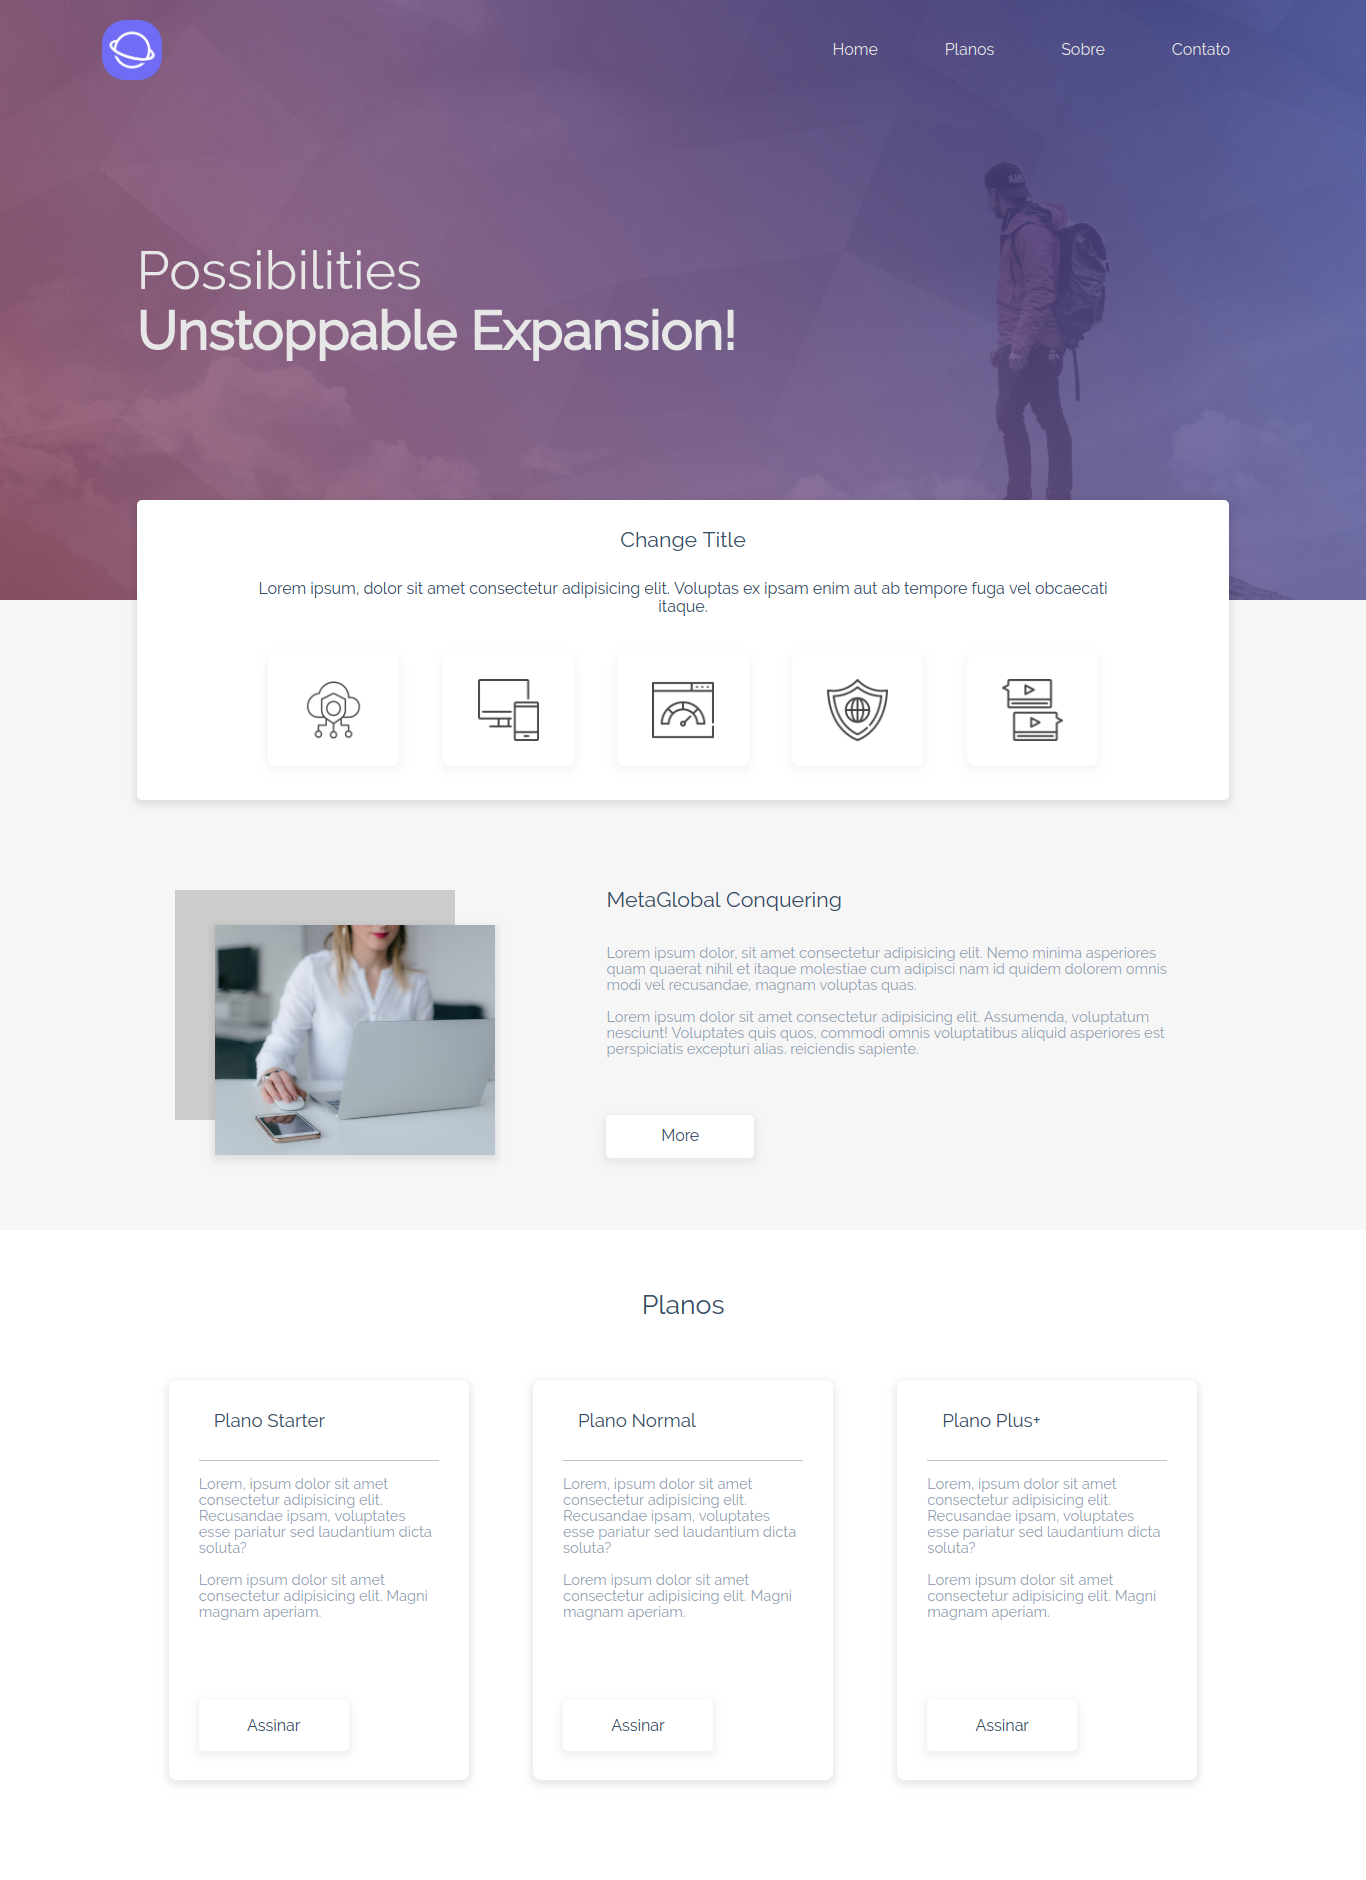 Home Planos Sobre Contato
Possibilities
Unstoppable Expansion!
Change Title
Lorem ipsum, dolor sit amet consectetur adipisicing elit. Voluptas ex ipsam enim aut ab tempore fuga vel obcaecati
itaque.
MetaGlobal Conquering
Lorem ipsum dolor, sit amet consectetur adipisicing elit. Nemo minima asperiores
quam quaerat nihil et itaque molestiae cum adipisci nam id quidem dolorem omnis
modi vel recusandae, magnam voluptas quas.
Lorem ipsum dolor sit amet consectetur adipisicing elit. Assumenda, voluptatum
nesciunt! Voluptates quis quos, commodi omnis voluptatibus aliquid asperiores est
perspiciatis excepturi alias. reiciendis sapiente.
More
Planos
Plano Starter
Lorem, ipsum dolor sit amet
consectetur adipisicing elit.
Recusandae ipsam, voluptates
esse pariatur sed laudantium dicta
soluta?
Lorem ipsum dolor sit amet
consectetur adipisicing elit. Magni
magnam aperiam.
Assinar
Plano Normal
Lorem, ipsum dolor sit amet
consectetur adipisicing elit.
Recusandae ipsam, voluptates
esse pariatur sed laudantium dicta
soluta?
Lorem ipsum dolor sit amet
consectetur adipisicing elit. Magni
magnam aperiam.
Assinar
Plano Plus+
Lorem, ipsum dolor sit amet
consectetur adipisicing elit.
Recusandae ipsam, voluptates
esse pariatur sed laudantium dicta
soluta?
Lorem ipsum dolor sit amet
consectetur adipisicing elit. Magni
magnam aperiam.
Assinar